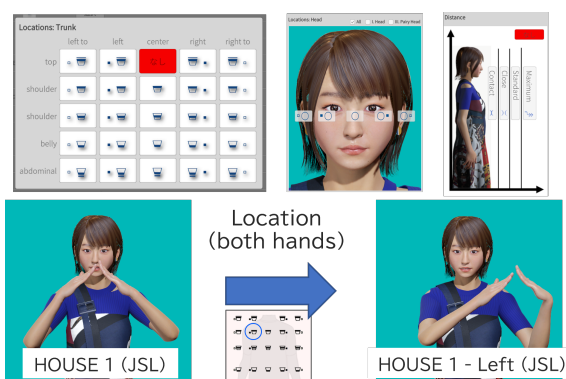 Locations: Trunk
left to
left
center
right
right to
top
shoulder
shoulder
belly
abdominal
Locations: Head
All
Distance
Contact
Close
Standard
Maximum
Location
(both hands)
HOUSE 1 (JSL)
HOUSE 1 - Left (JSL)